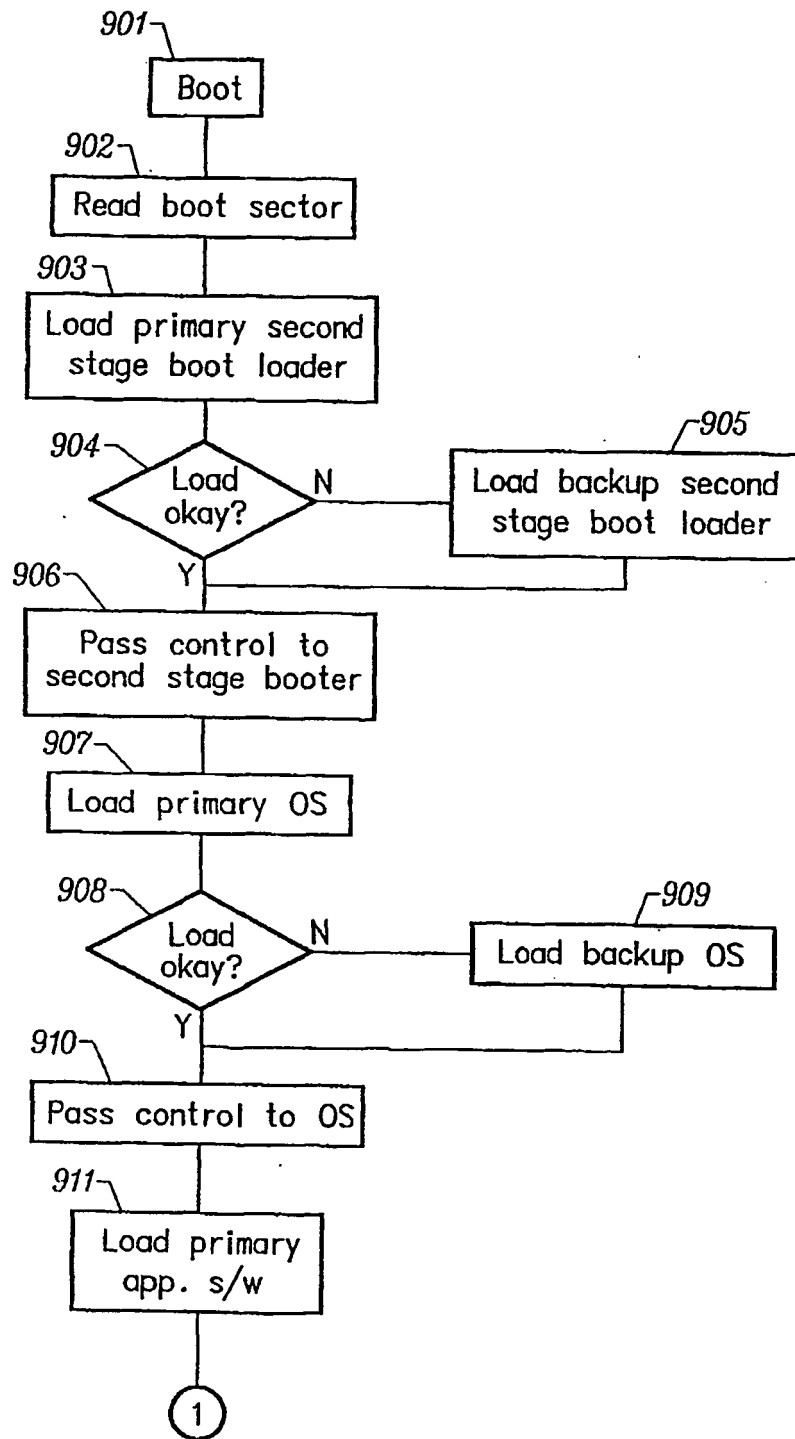 901
Boot
902
Read boot sector
903
Load primary second
stage boot loader
904
Load
okay?
N
905
Load backup second
stage boot loader
Y
906
Pass control to
second stage booter
907
Load primary OS
908
Load
okay?
N
909
Load backup OS
Y
910
Pass control to OS
911
Load primary
app. s/w
1